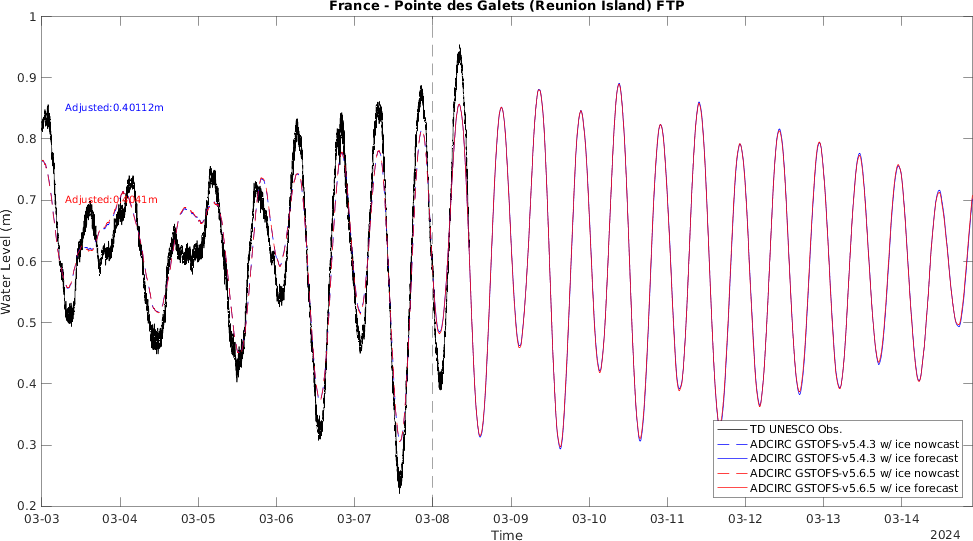 France - Pointe des Galets (Reunion Island) FTP
1
0.9
0.8
0.7
0.6
0.5
0.4
0.3
0.2
Water Level (m)
Adjusted:0.40112m
Adjusted:0.4041m
TD UNESCO Obs.
ADCIRC GSTOFS-v5.4.3 w/ ice nowcast
ADCIRC GSTOFS-v5.4.3 w/ ice forecast
ADCIRC GSTOFS-v5.6.5 w/ ice nowcast
ADCIRC GSTOFS-v5.6.5 w/ ice forecast
03-03 03-04 03-05 03-06 03-07 03-08 03-09 03-10 03-11 03-12 03-13 03-14
Time
2024